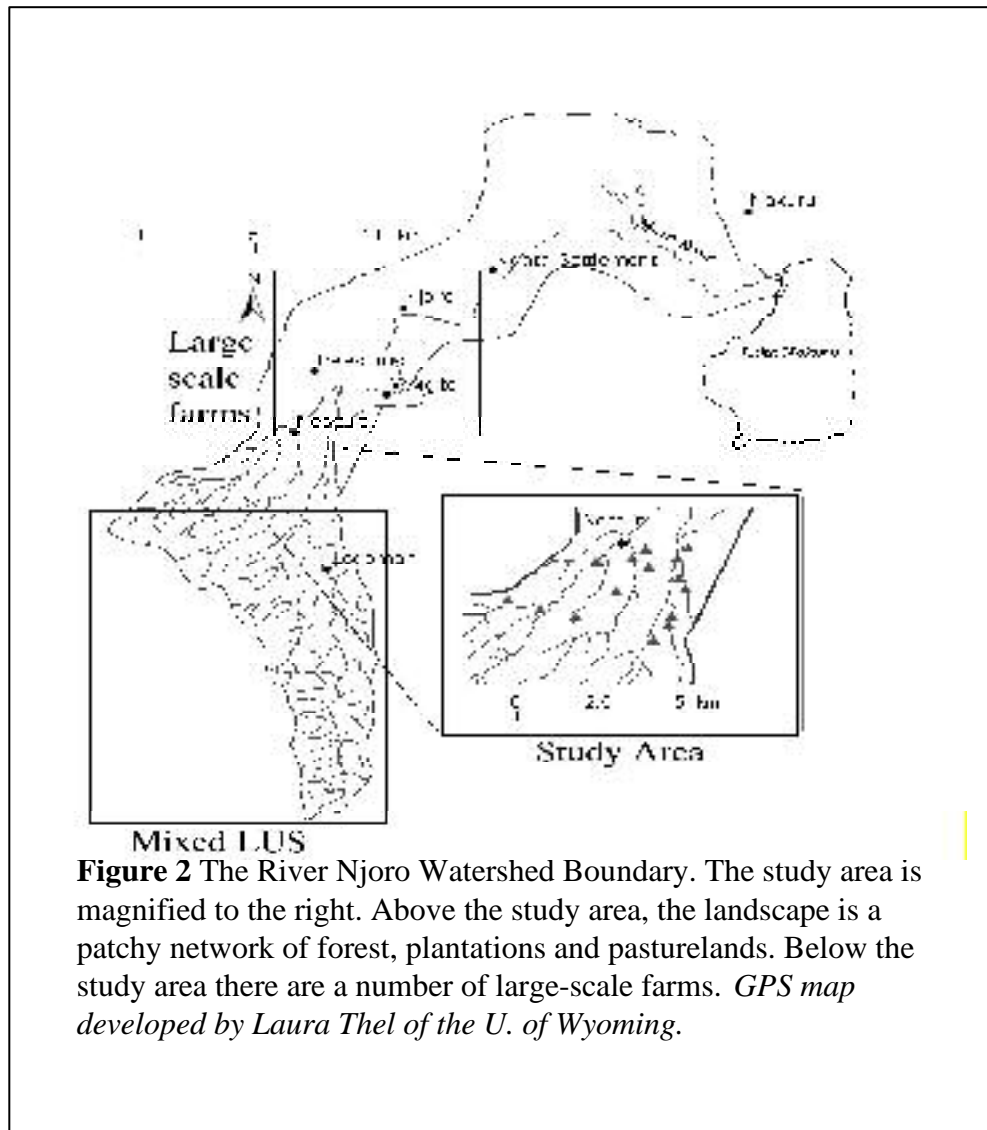 Large
scale
farms
5 km
Study Area
Mixed LUS
Figure 2 The River Njoro Watershed Boundary. The study area is
magnified to the right. Above the study area, the landscape is a
patchy network of forest, plantations and pasturelands. Below the
study area there are a number of large-scale farms. GPS map
developed by Laura Thel of the U. of Wyoming.